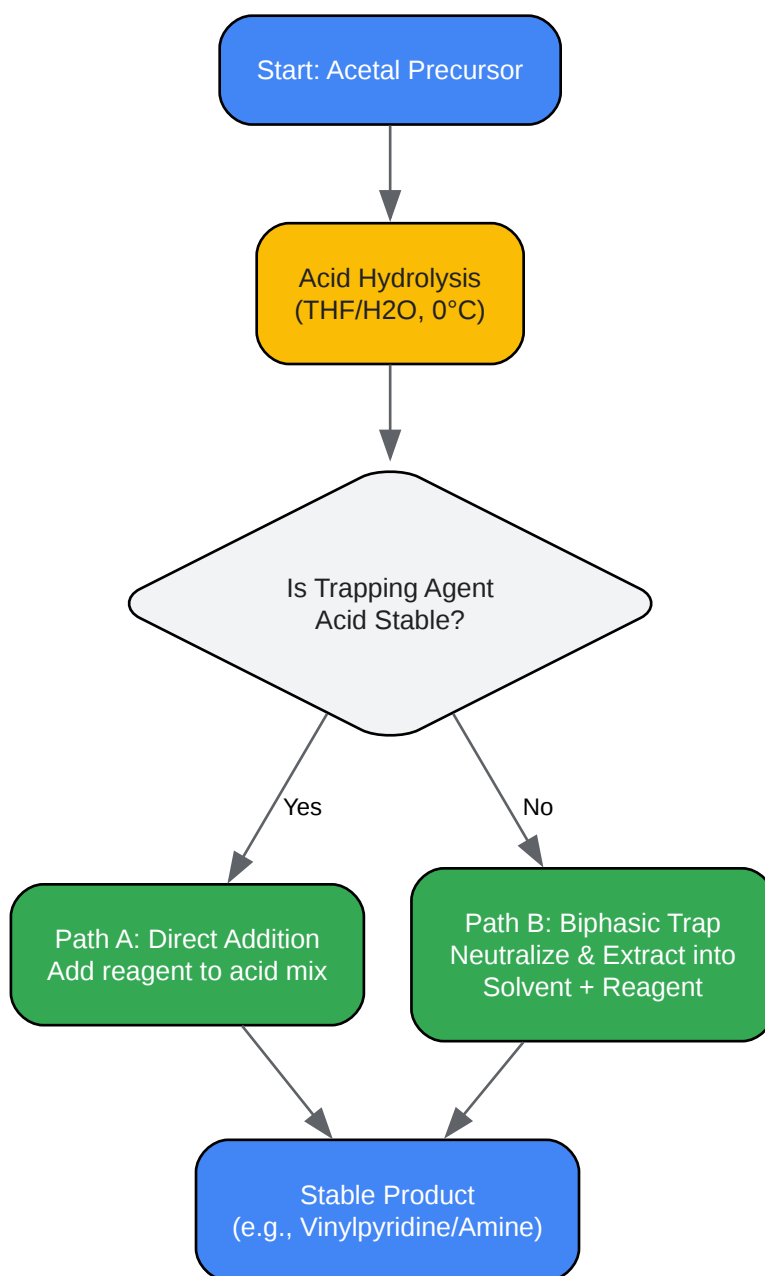 Start: Acetal Precursor
Acid Hydrolysis
(THF/H2O, 0°C)
Is Trapping Agent
Acid Stable?
Yes
No
Path A: Direct Addition
Add reagent to acid mix
Path B: Biphasic Trap
Neutralize & Extract into
Solvent + Reagent
Stable Product
(e.g., Vinylpyridine/Amine)